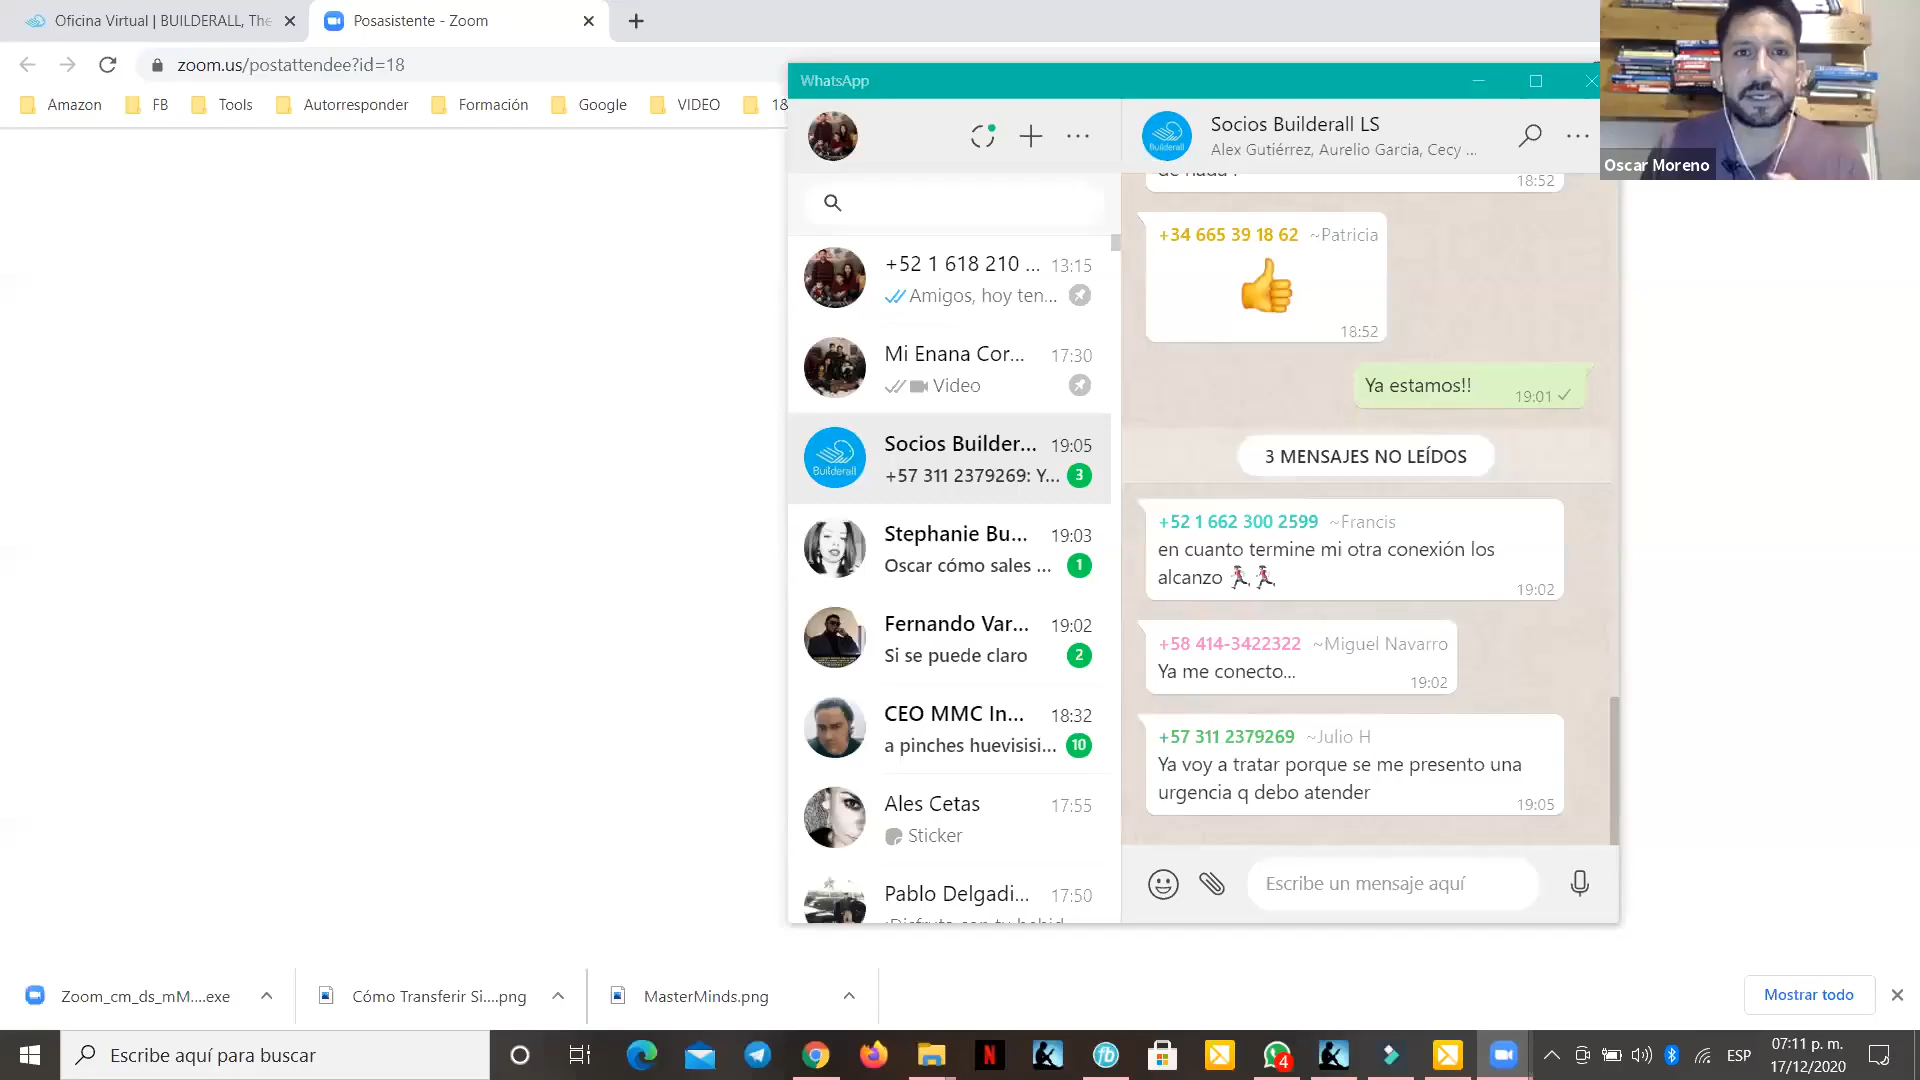 Oficina Virtual | BUILDERALL, The
Posasistente - Zoom
zoom.us/postattendee?id=18
Amazon
FB
Tools
Autorresponder
Formación
Google
VIDEO
18
WhatsApp
Socios Builderall LS
Alex Gutiérrez, Aurelio Garcia, Cecy ...
Oscar Moreno
18:52
+34 665 39 18 62 ~Patricia
18:52
Ya estamos!!
19:01
3 MENSAJES NO LEÍDOS
+52 1 662 300 2599 ~Francis
en cuanto termine mi otra conexión los
alcanzo
19:02
+58 414-3422322 ~Miguel Navarro
Ya me conecto...
19:02
+57 311 2379269 ~Julio H
Ya voy a tratar porque se me presento una
urgencia q debo atender
19:05
Escribe un mensaje aquí
+52 1 618 210 ... 13:15
Amigos, hoy ten...
Mi Enana Cor... 17:30
Video
Builderall
Socios Builder... 19:05
+57 311 2379269: Y... 3
Stephanie Bu... 19:03
Oscar cómo sales ... 1
Fernando Var... 19:02
Si se puede claro 2
CEO MMC In... 18:32
a pinches huevisisi... 10
Ales Cetas 17:55
Sticker
Pablo Delgadi... 17:50
Zoom_cm_ds_mM....exe
Cómo Transferir Si....png
MasterMinds.png
Mostrar todo
Escribe aquí para buscar
4
ESP
07:11 p. m.
17/12/2020